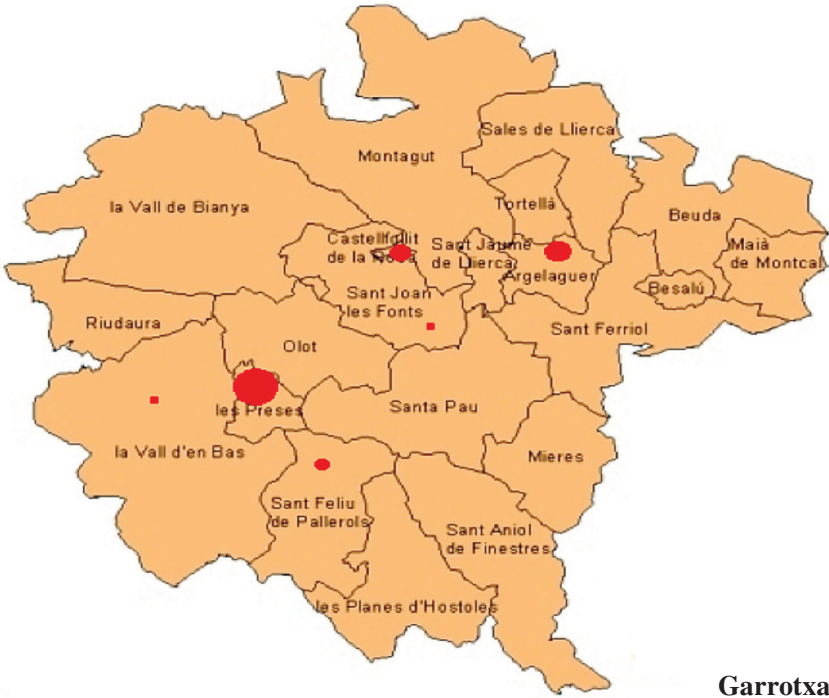 Sales de Llierca
Montagut
Tortellà
la Vall de Bianya
Beuda
Castellfollit
de la Roca
Sant Jaume
de Llierca
Maià
de Montcal
Argelaguer
Besalú
Sant Joan
les Fonts
Riudaura
Sant Ferriol
Olot
les Preses
Santa Pau
la Vall d'en Bas
Mieres
Sant Feliu
de Pallerols
Sant Aniol
de Finestres
les Planes d'Hostoles
Garrotxa